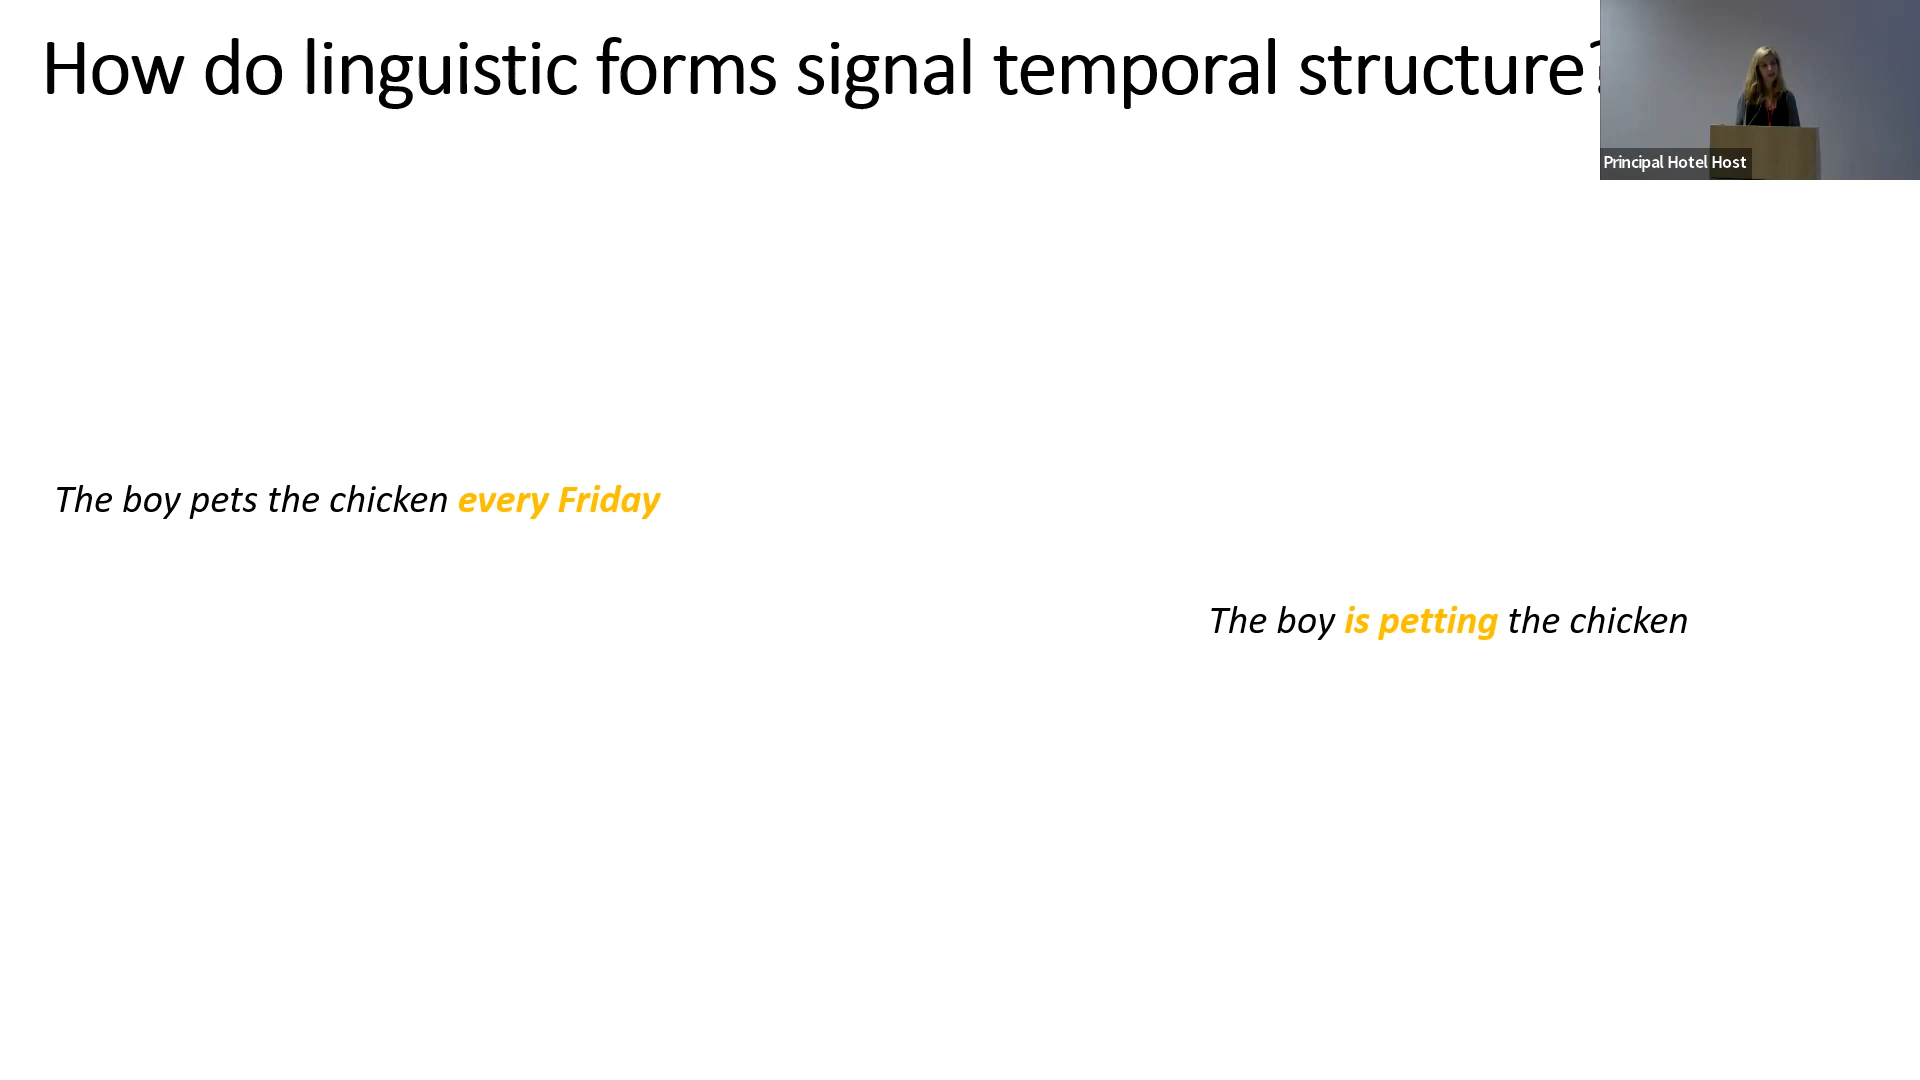 How do linguistic forms signal temporal structure?
Principal Hotel Host
The boy pets the chicken every Friday
The boy is petting the chicken